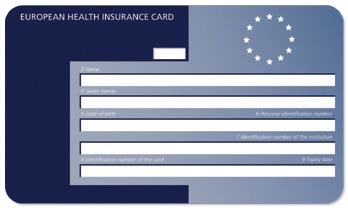 EUROPEAN HEALTH INSURANCE CARD
3 Name
4 Given names
5 Date of birth 6 Personal identification number
7 Identification number of the institution
8 Identification number of the card 9 Expiry date